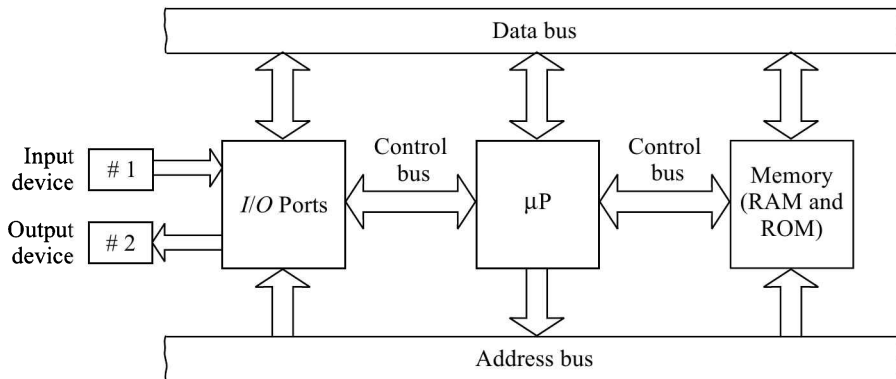 Data bus
Input
device
# 1
Output
device
# 2
I/O Ports
Control
bus
μP
Control
bus
Memory
(RAM and
ROM)
Address bus